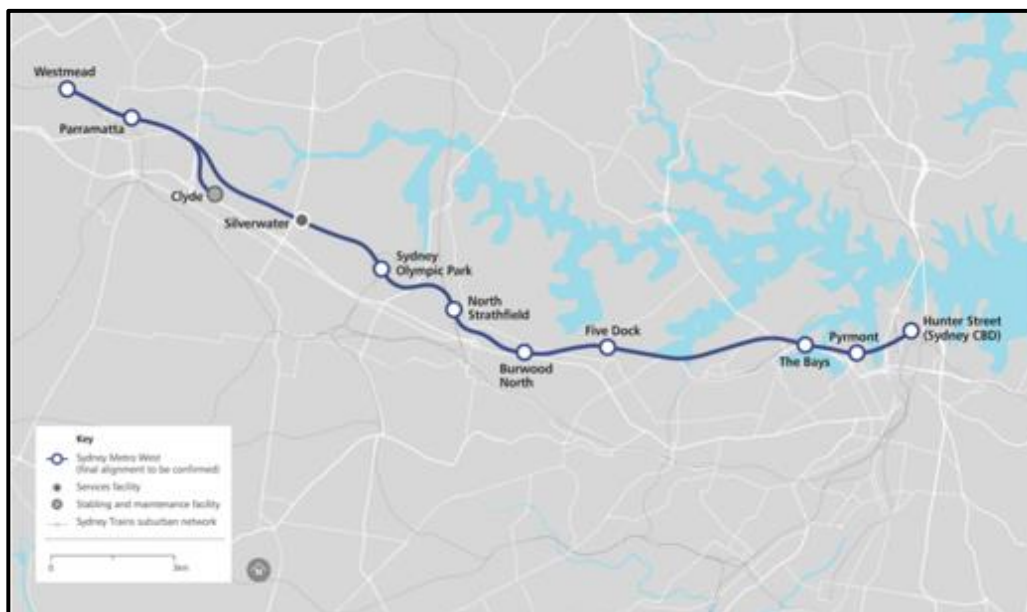 Westmead
Parramatta
Clyde
Silverwater
Sydney
Olympic Park
North
Strathfield
Burwood
North
Five Dock
The Bays
Pyrmont
Hunter Street
(Sydney CBD)
Key
Sydney Metro West
(final alignment to be confirmed)
Services facility
Stabling and maintenance facility
Sydney Trains suburban network
0
3km